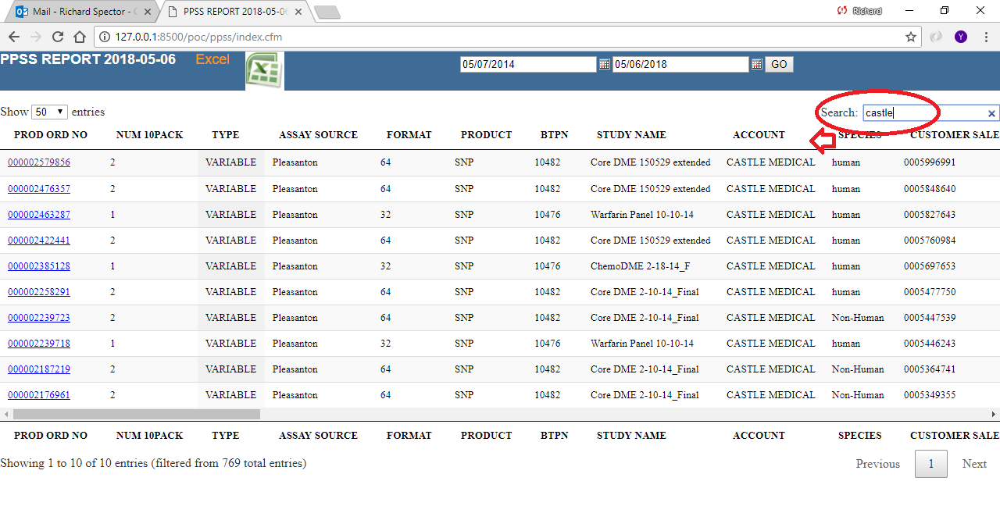 Mail - Richard Spector - PPSS REPORT 2018-05-06 Richard
127.0.0.1:8500/poc/ppss/index.cfm Y
PPSS REPORT 2018-05-06 Excel 05/07/2014 05/06/2018 GO
Show 50 entries Search: castle
PROD ORD NO NUM 10PACK TYPE ASSAY SOURCE FORMAT PRODUCT BTPN STUDY NAME ACCOUNT SPECIES CUSTOMER SALE
000002579856 2 VARIABLE Pleasanton 64 SNP 10482 Core DME 150529 extended CASTLE MEDICAL human 0005996991
000002476357 2 VARIABLE Pleasanton 64 SNP 10482 Core DME 150529 extended CASTLE MEDICAL human 0005848640
000002463287 1 VARIABLE Pleasanton 32 SNP 10476 Warfarin Panel 10-10-14 CASTLE MEDICAL human 0005827643
000002422441 2 VARIABLE Pleasanton 64 SNP 10482 Core DME 150529 extended CASTLE MEDICAL human 0005760984
000002385128 1 VARIABLE Pleasanton 32 SNP 10476 ChemoDME 2-18-14_F CASTLE MEDICAL human 0005697653
000002258291 2 VARIABLE Pleasanton 64 SNP 10482 Core DME 2-10-14_Final CASTLE MEDICAL human 0005477750
000002239723 2 VARIABLE Pleasanton 64 SNP 10482 Core DME 2-10-14_Final CASTLE MEDICAL Non-Human 0005447539
000002239718 1 VARIABLE Pleasanton 32 SNP 10476 Warfarin Panel 10-10-14 CASTLE MEDICAL human 0005446243
000002187219 2 VARIABLE Pleasanton 64 SNP 10482 Core DME 2-10-14_Final CASTLE MEDICAL Non-Human 0005364741
000002176961 2 VARIABLE Pleasanton 64 SNP 10482 Core DME 2-10-14_Final CASTLE MEDICAL Non-Human 0005349355
PROD ORD NO NUM 10PACK TYPE ASSAY SOURCE FORMAT PRODUCT BTPN STUDY NAME ACCOUNT SPECIES CUSTOMER SALE
Showing 1 to 10 of 10 entries (filtered from 769 total entries) Previous 1 Next